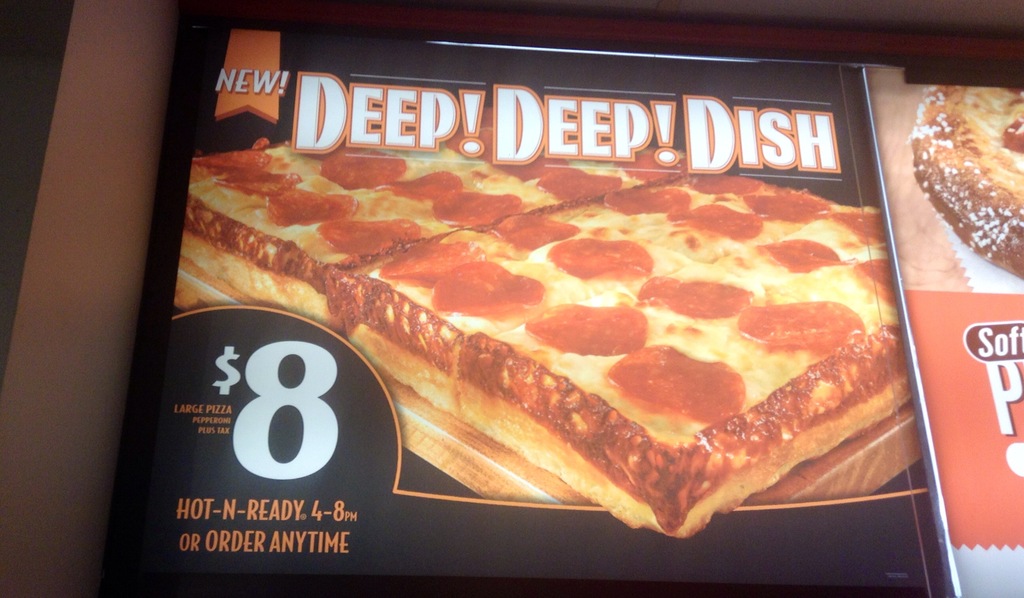 NEW!
DEEP! DEEP! DISH
$8
LARGE PIZZA
PEPPERONI
PLUS TAX
HOT-N-READY® 4-8PM
OR ORDER ANYTIME
Soft
P